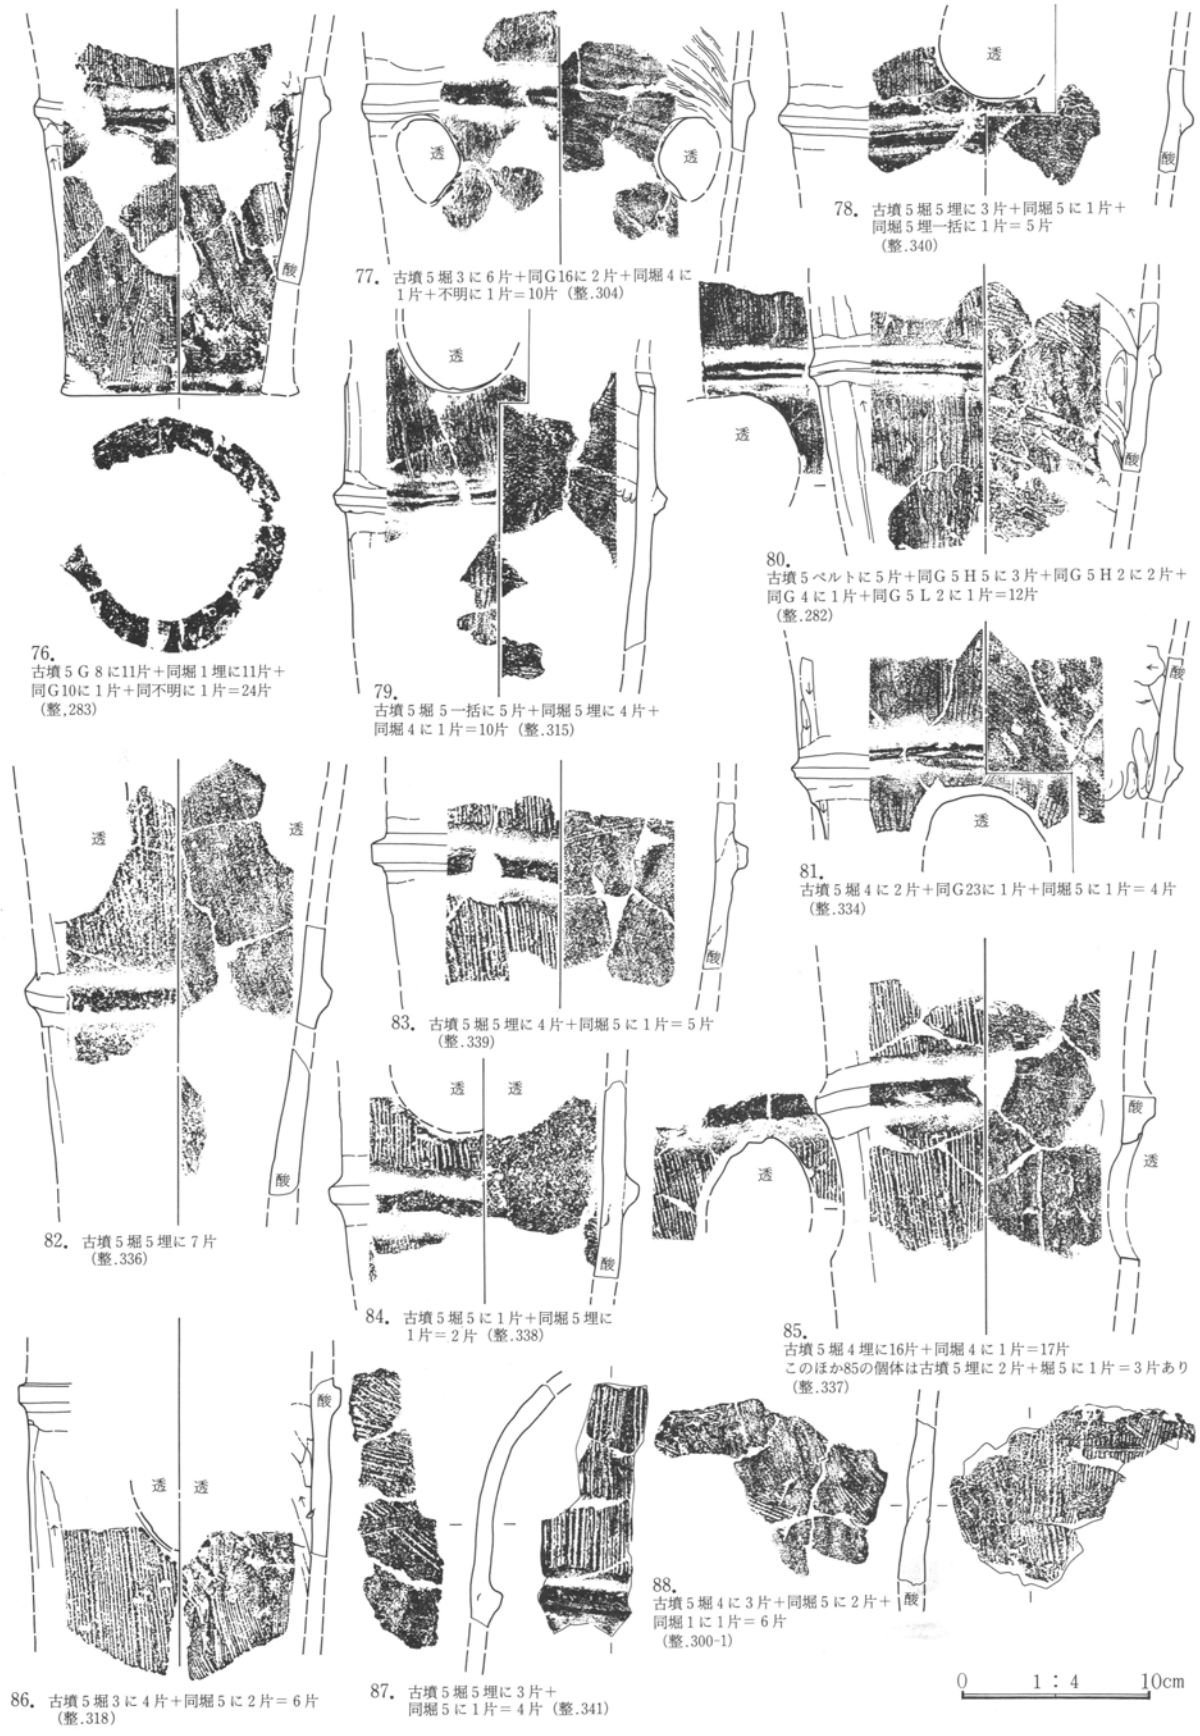 透
透
透
酸
78. 古墳5堀5埋に3片+同堀5に1片+
同堀5埋一括に1片=5片
(整.340)
酸
77. 古墳5堀3に6片+同G16に2片+同堀4に
1片+不明に1片=10片 (整.304)
透
透
酸
80.
古墳5ベルトに5片+同G5H5に3片+同G5H2に2片+
同G4に1片+同G5L2に1片=12片
(整.282)
76.
古墳5G8に11片+同堀1埋に11片+
同G10に1片+同不明に1片=24片
(整,283)
79.
古墳5堀5一括に5片+同堀5埋に4片+
同堀4に1片=10片 (整.315)
酸
透
81.
古墳5堀4に2片+同G23に1片+同堀5に1片=4片
(整.334)
透
透
酸
83. 古墳5堀5埋に4片+同堀5に1片=5片
(整.339)
酸
82. 古墳5堀5埋に7片
(整.336)
透
透
酸
84. 古墳5堀5に1片+同堀5埋に
1片=2片 (整.338)
透
酸
透
85.
古墳5堀4埋に16片+同堀4に1片=17片
このほか85の個体は古墳5埋に2片+堀5に1片=3片あり
(整.337)
酸
透
透
86. 古墳5堀3に4片+同堀5に2片=6片
(整.318)
87. 古墳5堀5埋に3片+
同堀5に1片=4片 (整.341)
88.
古墳5堀4に3片+同堀5に2片+
同堀1に1片=6片
(整.300-1)
酸
0 1:4 10cm